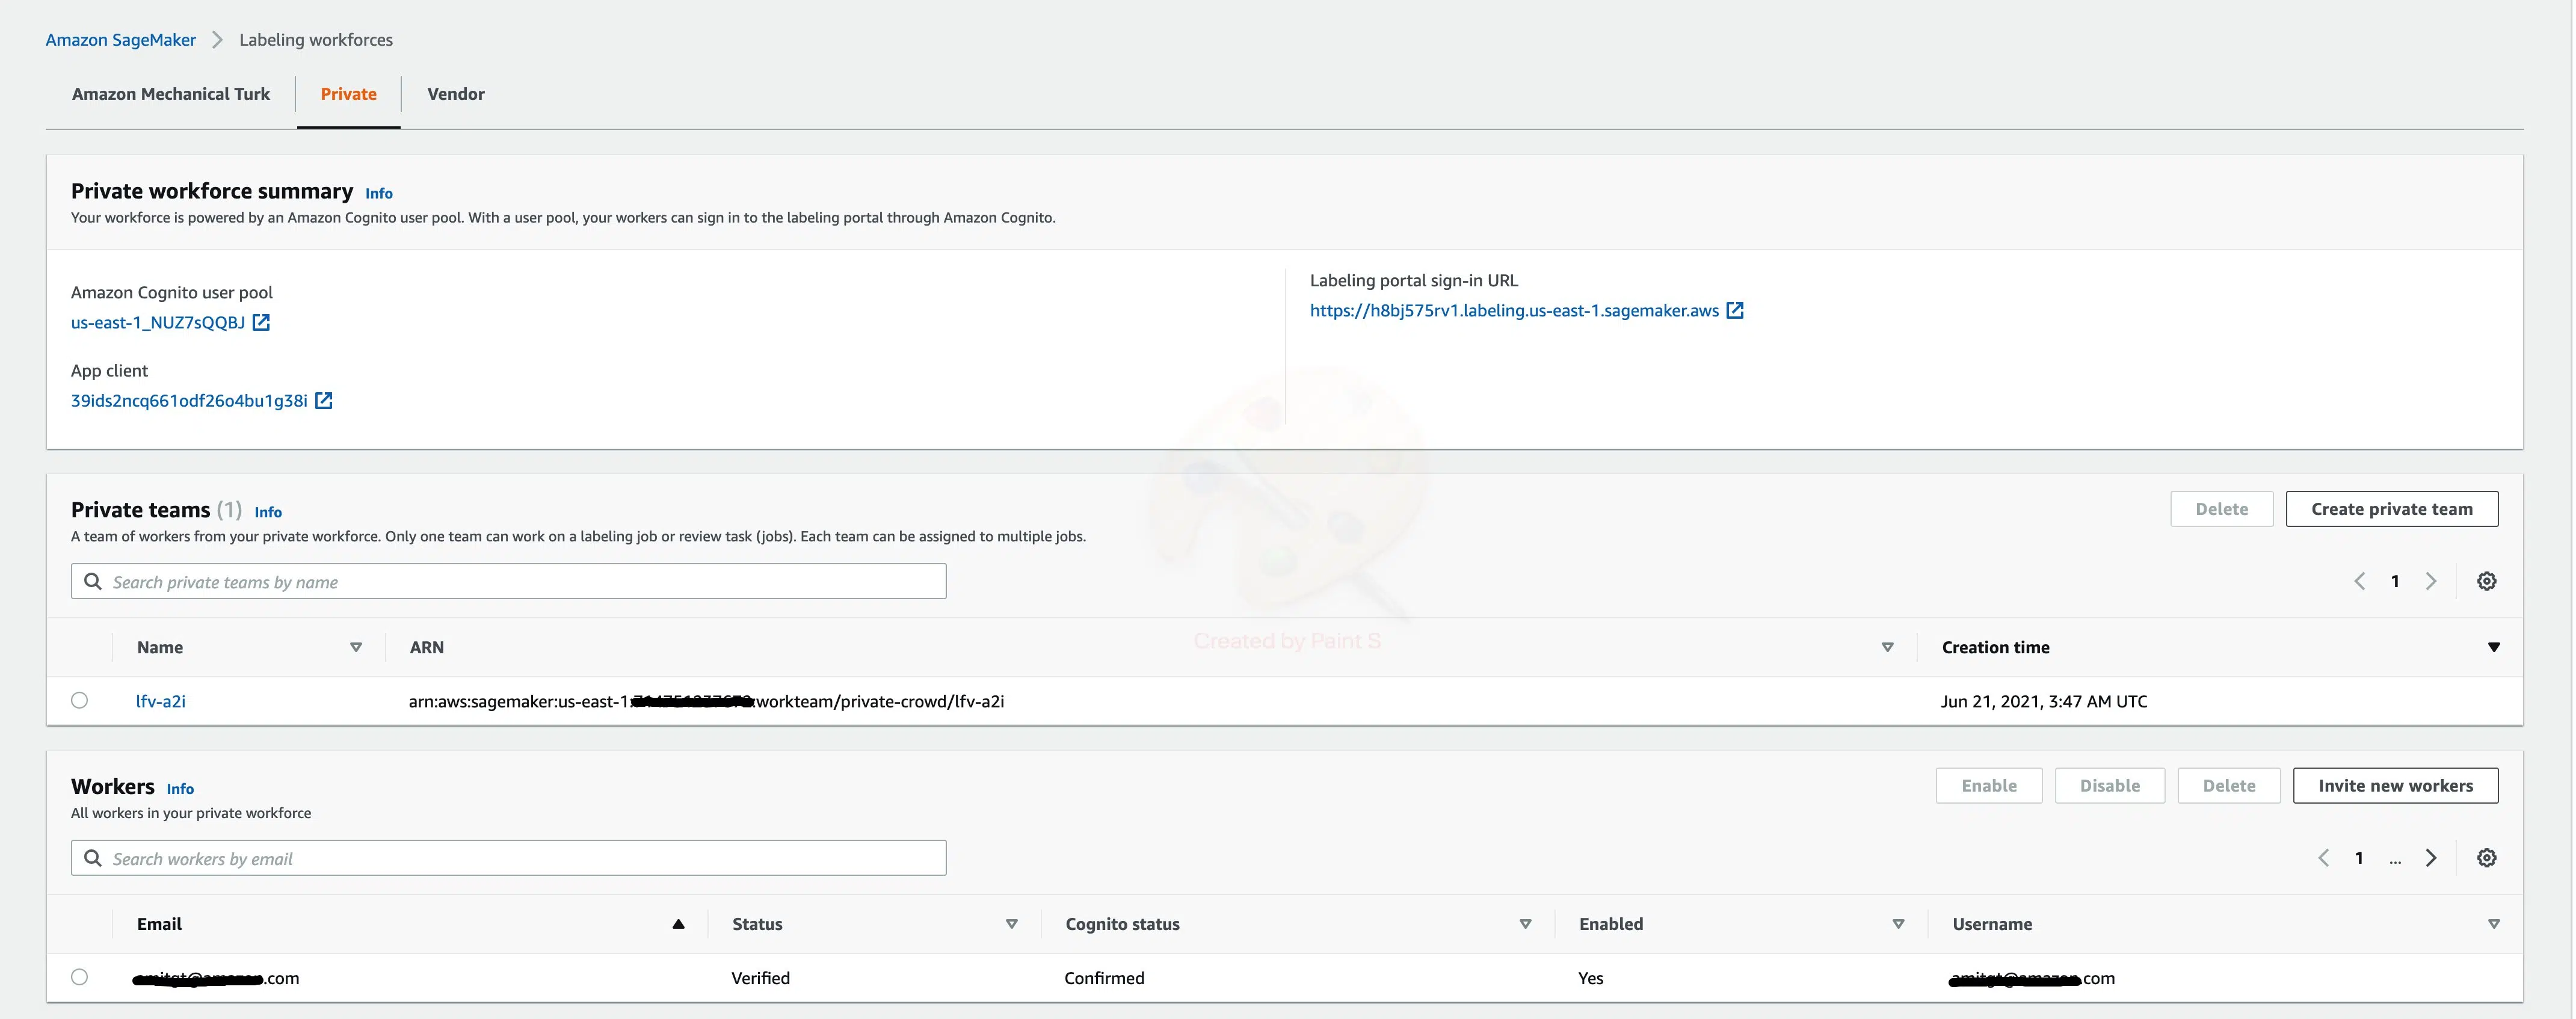 Amazon SageMaker > Labeling workforces
Amazon Mechanical Turk Private Vendor
Private workforce summary Info
Your workforce is powered by an Amazon Cognito user pool. With a user pool, your workers can sign in to the labeling portal through Amazon Cognito.
Amazon Cognito user pool
us-east-1_NUZ7sQQBJ
App client
39ids2ncq661odf26o4bu1g38i
Labeling portal sign-in URL
https://h8bj575rv1.labeling.us-east-1.sagemaker.aws
Private teams (1) Info
Delete Create private team
A team of workers from your private workforce. Only one team can work on a labeling job or review task (jobs). Each team can be assigned to multiple jobs.
Search private teams by name
1
Created by Paint S
Name ARN Creation time
lfv-a2i arn:aws:sagemaker:us-east-1: :workteam/private-crowd/lfv-a2i Jun 21, 2021, 3:47 AM UTC
Workers Info
Enable Disable Delete Invite new workers
All workers in your private workforce
Search workers by email
1 ...
Email Status Cognito status Enabled Username
.com Verified Confirmed Yes .com